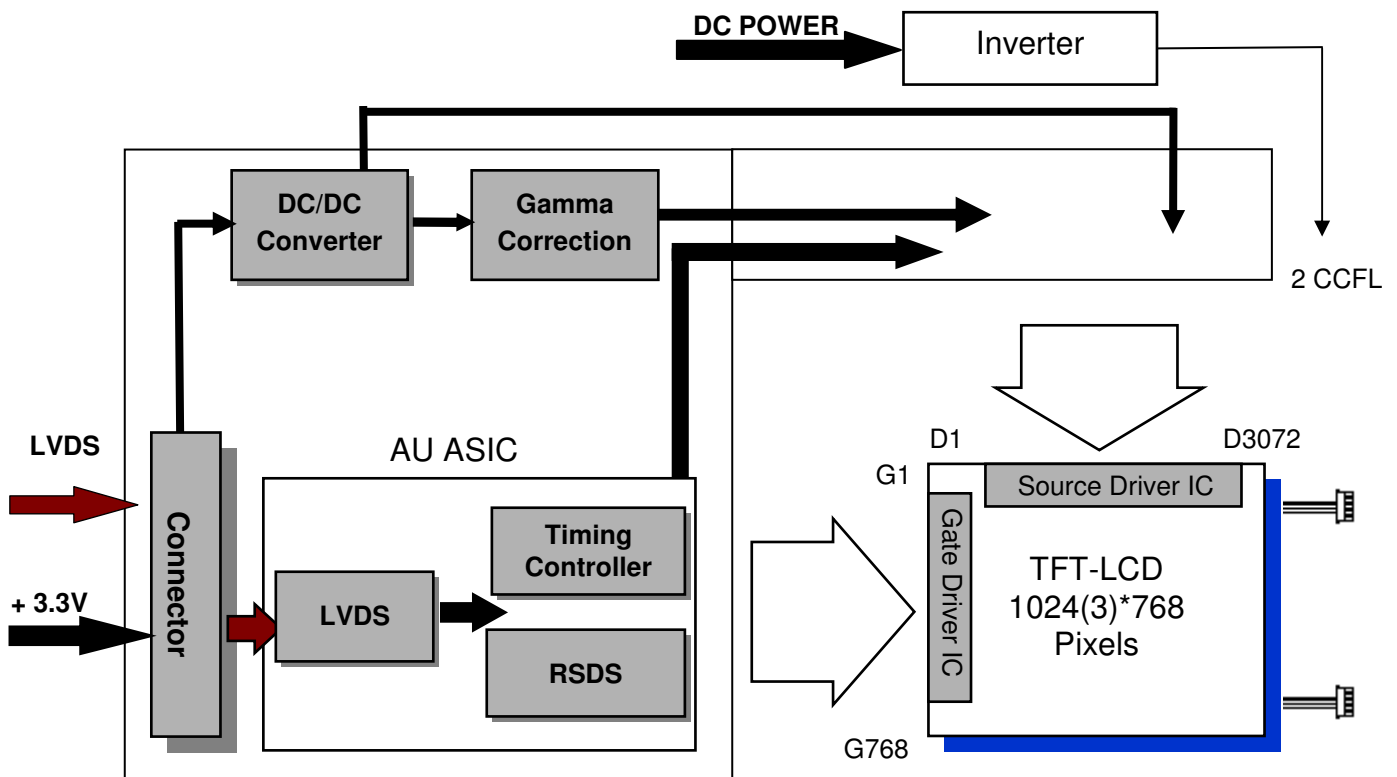 DC POWER
Inverter
DC/DC
Converter
Gamma
Correction
2 CCFL
LVDS
+ 3.3V
Connector
AU ASIC
LVDS
Timing
Controller
RSDS
D1
D3072
G1
Source Driver IC
Gate Driver IC
TFT-LCD
1024(3)*768
Pixels
G768